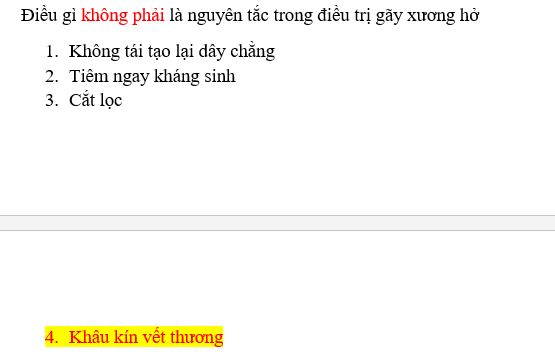 Điều gì không phải là nguyên tắc trong điều trị gãy xương hở
1. Không tái tạo lại dây chằng
2. Tiêm ngay kháng sinh
3. Cắt lọc
4. Khâu kín vết thương